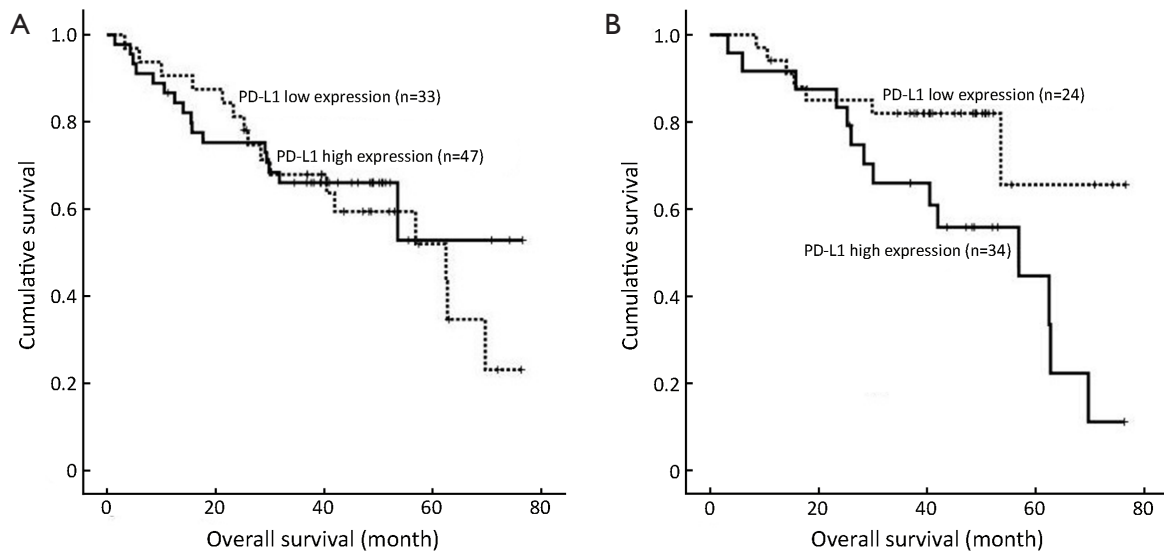 A
1.0
0.8
0.6
0.4
0.2
0
Cumulative survival
PD-L1 low expression (n=33)
PD-L1 high expression (n=47)
0 20 40 60 80
Overall survival (month)
B
1.0
0.8
0.6
0.4
0.2
0
Cumulative survival
PD-L1 low expression (n=24)
PD-L1 high expression (n=34)
0 20 40 60 80
Overall survival (month)